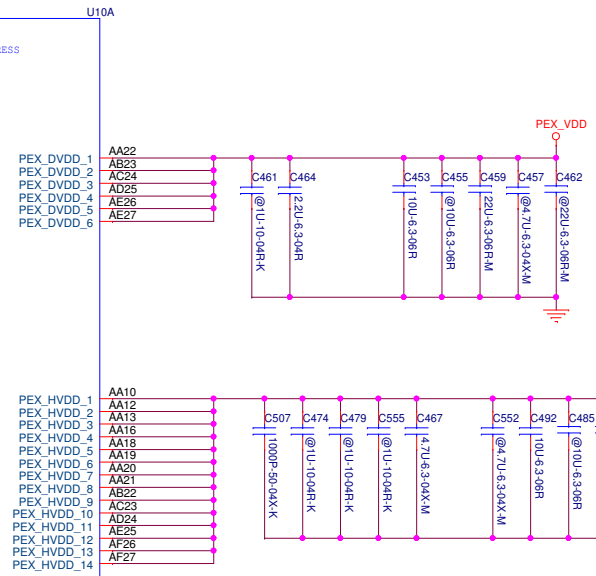 U10A
RESS
PEX_VDD
PEX_DVDD_1 AA22
PEX_DVDD_2 AB23
PEX_DVDD_3 AC24
PEX_DVDD_4 AD25
PEX_DVDD_5 AE26
PEX_DVDD_6 AE27
C461 C464 C453 C455 C459 C457 C462
@1U-10-04R-K
2.2U-6.3-04R
10U-6.3-06R
@10U-6.3-06R
22U-6.3-06R-M
@4.7U-6.3-04X-M
@22U-6.3-06R-M
PEX_HVDD_1 AA10
PEX_HVDD_2 AA12
PEX_HVDD_3 AA13
PEX_HVDD_4 AA16
PEX_HVDD_5 AA18
PEX_HVDD_6 AA19
PEX_HVDD_7 AA20
PEX_HVDD_8 AA21
PEX_HVDD_9 AB22
PEX_HVDD_10 AC23
PEX_HVDD_11 AD24
PEX_HVDD_12 AE25
PEX_HVDD_13 AF26
PEX_HVDD_14 AF27
C507 C474 C479 C555 C467 C552 C492 C485
1000P-50-04X-K
@1U-10-04R-K
@1U-10-04R-K
@1U-10-04R-K
4.7U-6.3-04X-M
@4.7U-6.3-04X-M
10U-6.3-06R
@10U-6.3-06R